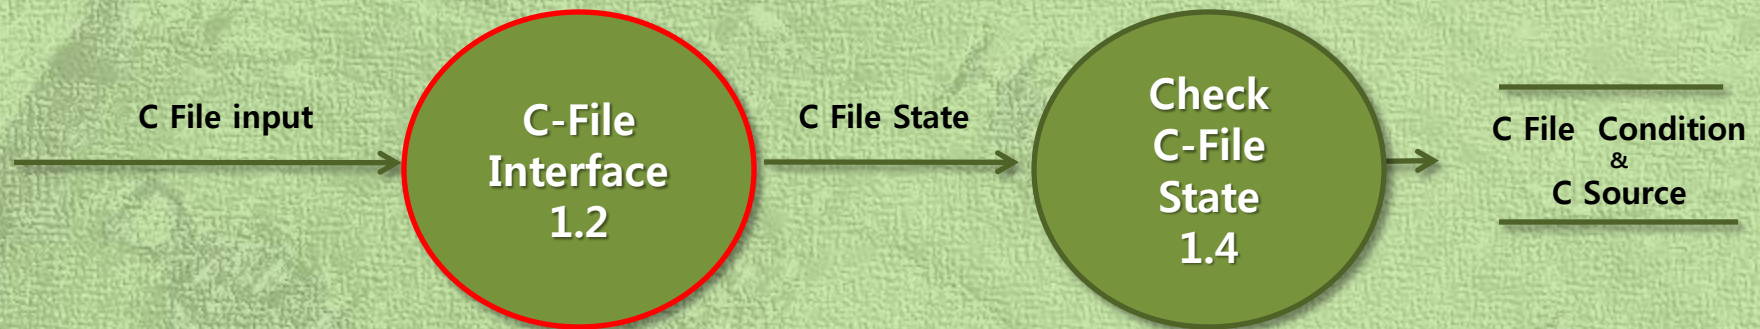 C File input
C-File
Interface
1.2
C File State
Check
C-File
State
1.4
C File Condition
&
C Source